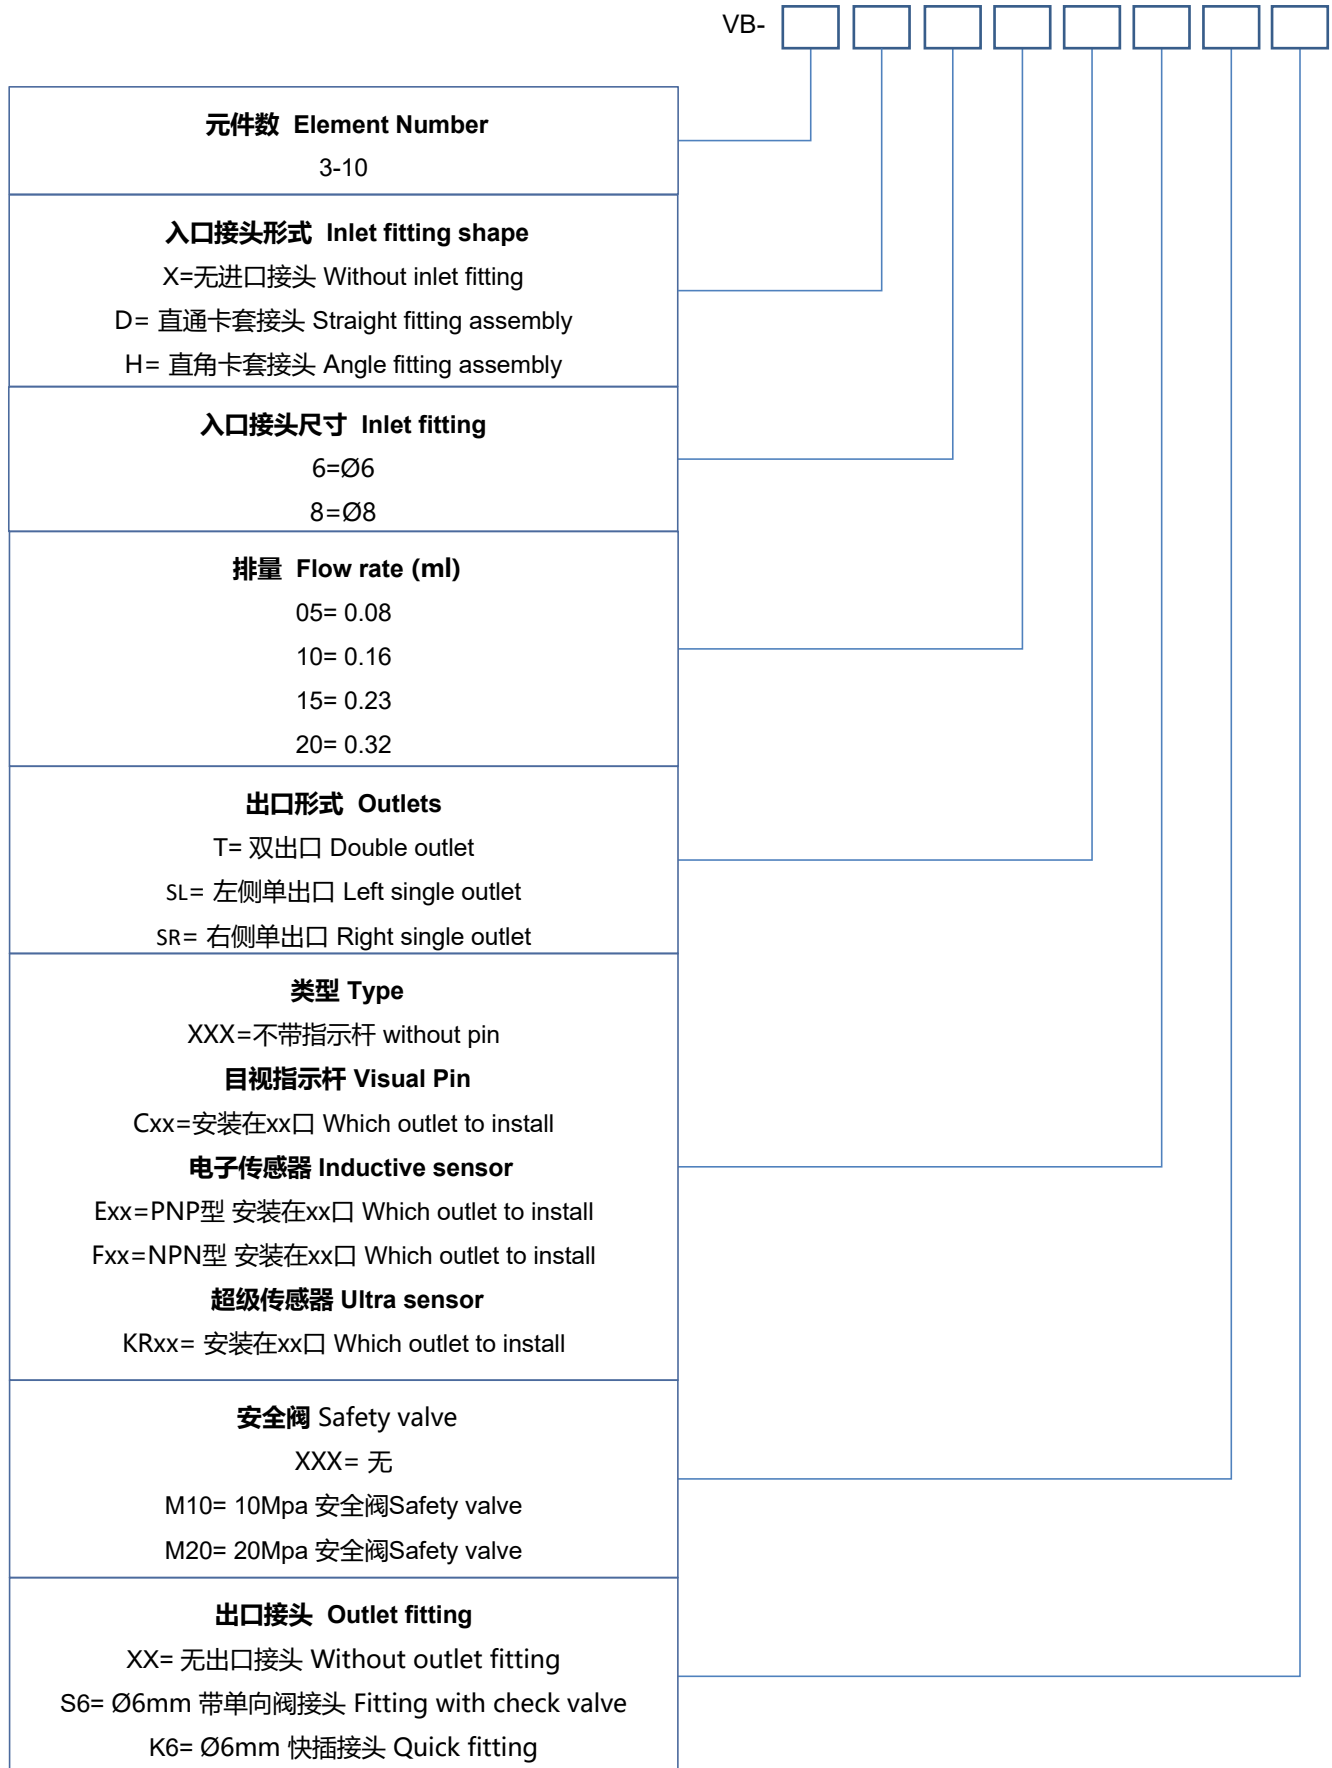 VB-
元件数 Element Number
3-10
入口接头形式 Inlet fitting shape
X=无进口接头 Without inlet fitting
D= 直通卡套接头 Straight fitting assembly
H= 直角卡套接头 Angle fitting assembly
入口接头尺寸 Inlet fitting
6=Ø6
8=Ø8
排量 Flow rate (ml)
05= 0.08
10= 0.16
15= 0.23
20= 0.32
出口形式 Outlets
T= 双出口 Double outlet
SL= 左侧单出口 Left single outlet
SR= 右侧单出口 Right single outlet
类型 Type
XXX=不带指示杆 without pin
目视指示杆 Visual Pin
Cxx=安装在xx口 Which outlet to install
电子传感器 Inductive sensor
Exx=PNP型 安装在xx口 Which outlet to install
Fxx=NPN型 安装在xx口 Which outlet to install
超级传感器 Ultra sensor
KRxx= 安装在xx口 Which outlet to install
安全阀 Safety valve
XXX= 无
M10= 10Mpa 安全阀Safety valve
M20= 20Mpa 安全阀Safety valve
出口接头 Outlet fitting
XX= 无出口接头 Without outlet fitting
S6= Ø6mm 带单向阀接头 Fitting with check valve
K6= Ø6mm 快插接头 Quick fitting